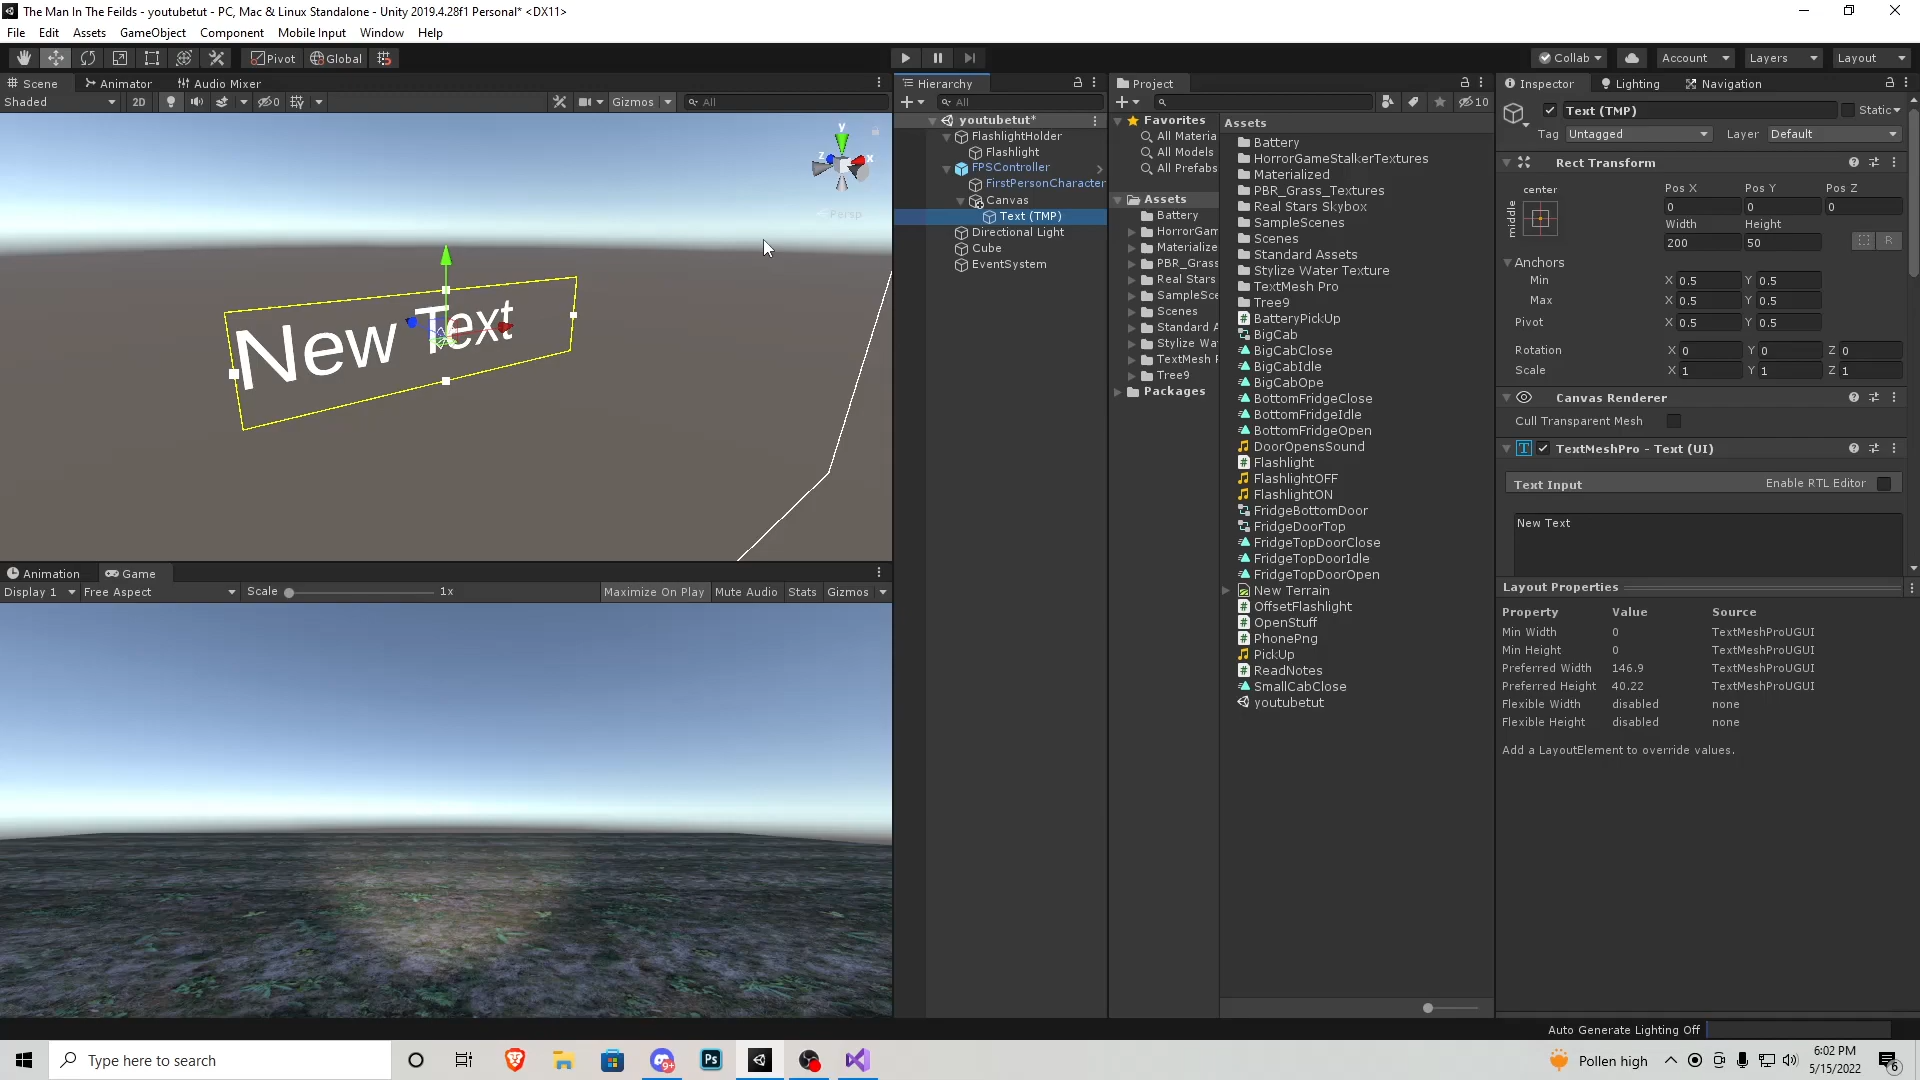 The Man In The Feilds - youtubetut - PC, Mac & Linux Standalone - Unity 2019.4.28f1 Personal* <DX11>
File Edit Assets GameObject Component Mobile Input Window Help
Pivot Global Collab Account Layers Layout
Scene Animator Audio Mixer
Shaded 2D Gizmos All
y
z x
Persp
New Text
Animation Game
Display 1 Free Aspect Scale 1x Maximize On Play Mute Audio Stats Gizmos
Hierarchy
All
youtubetut*
FlashlightHolder
Flashlight
FPSController
FirstPersonCharacter
Canvas
Text (TMP)
Directional Light
Cube
EventSystem
Project
10
Favorites
All Materia
All Models
All Prefabs
Assets
Battery
HorrorGam
Materialize
PBR_Grass
Real Stars
SampleSce
Scenes
Standard A
Stylize Wa
TextMesh P
Tree9
Packages
Assets
Battery
HorrorGameStalkerTextures
Materialized
PBR_Grass_Textures
Real Stars Skybox
SampleScenes
Scenes
Standard Assets
Stylize Water Texture
TextMesh Pro
Tree9
BatteryPickUp
BigCab
BigCabClose
BigCabIdle
BigCabOpe
BottomFridgeClose
BottomFridgeIdle
BottomFridgeOpen
DoorOpensSound
Flashlight
FlashlightOFF
FlashlightON
FridgeBottomDoor
FridgeDoorTop
FridgeTopDoorClose
FridgeTopDoorIdle
FridgeTopDoorOpen
New Terrain
OffsetFlashlight
OpenStuff
PhonePng
PickUp
ReadNotes
SmallCabClose
youtubetut
Inspector Lighting Navigation
Text (TMP) Static
Tag Untagged Layer Default
Rect Transform
center Pos X Pos Y Pos Z
middle 0 0 0
Width Height
200 50 R
Anchors
Min X 0.5 Y 0.5
Max X 0.5 Y 0.5
Pivot X 0.5 Y 0.5
Rotation X 0 Y 0 Z 0
Scale X 1 Y 1 Z 1
Canvas Renderer
Cull Transparent Mesh
TextMeshPro - Text (UI)
Text Input Enable RTL Editor
New Text
Layout Properties
Property Value Source
Min Width 0 TextMeshProUGUI
Min Height 0 TextMeshProUGUI
Preferred Width 146.9 TextMeshProUGUI
Preferred Height 40.22 TextMeshProUGUI
Flexible Width disabled none
Flexible Height disabled none
Add a LayoutElement to override values.
Auto Generate Lighting Off
Type here to search
9+
Ps
Pollen high
6:02 PM
5/15/2022
6